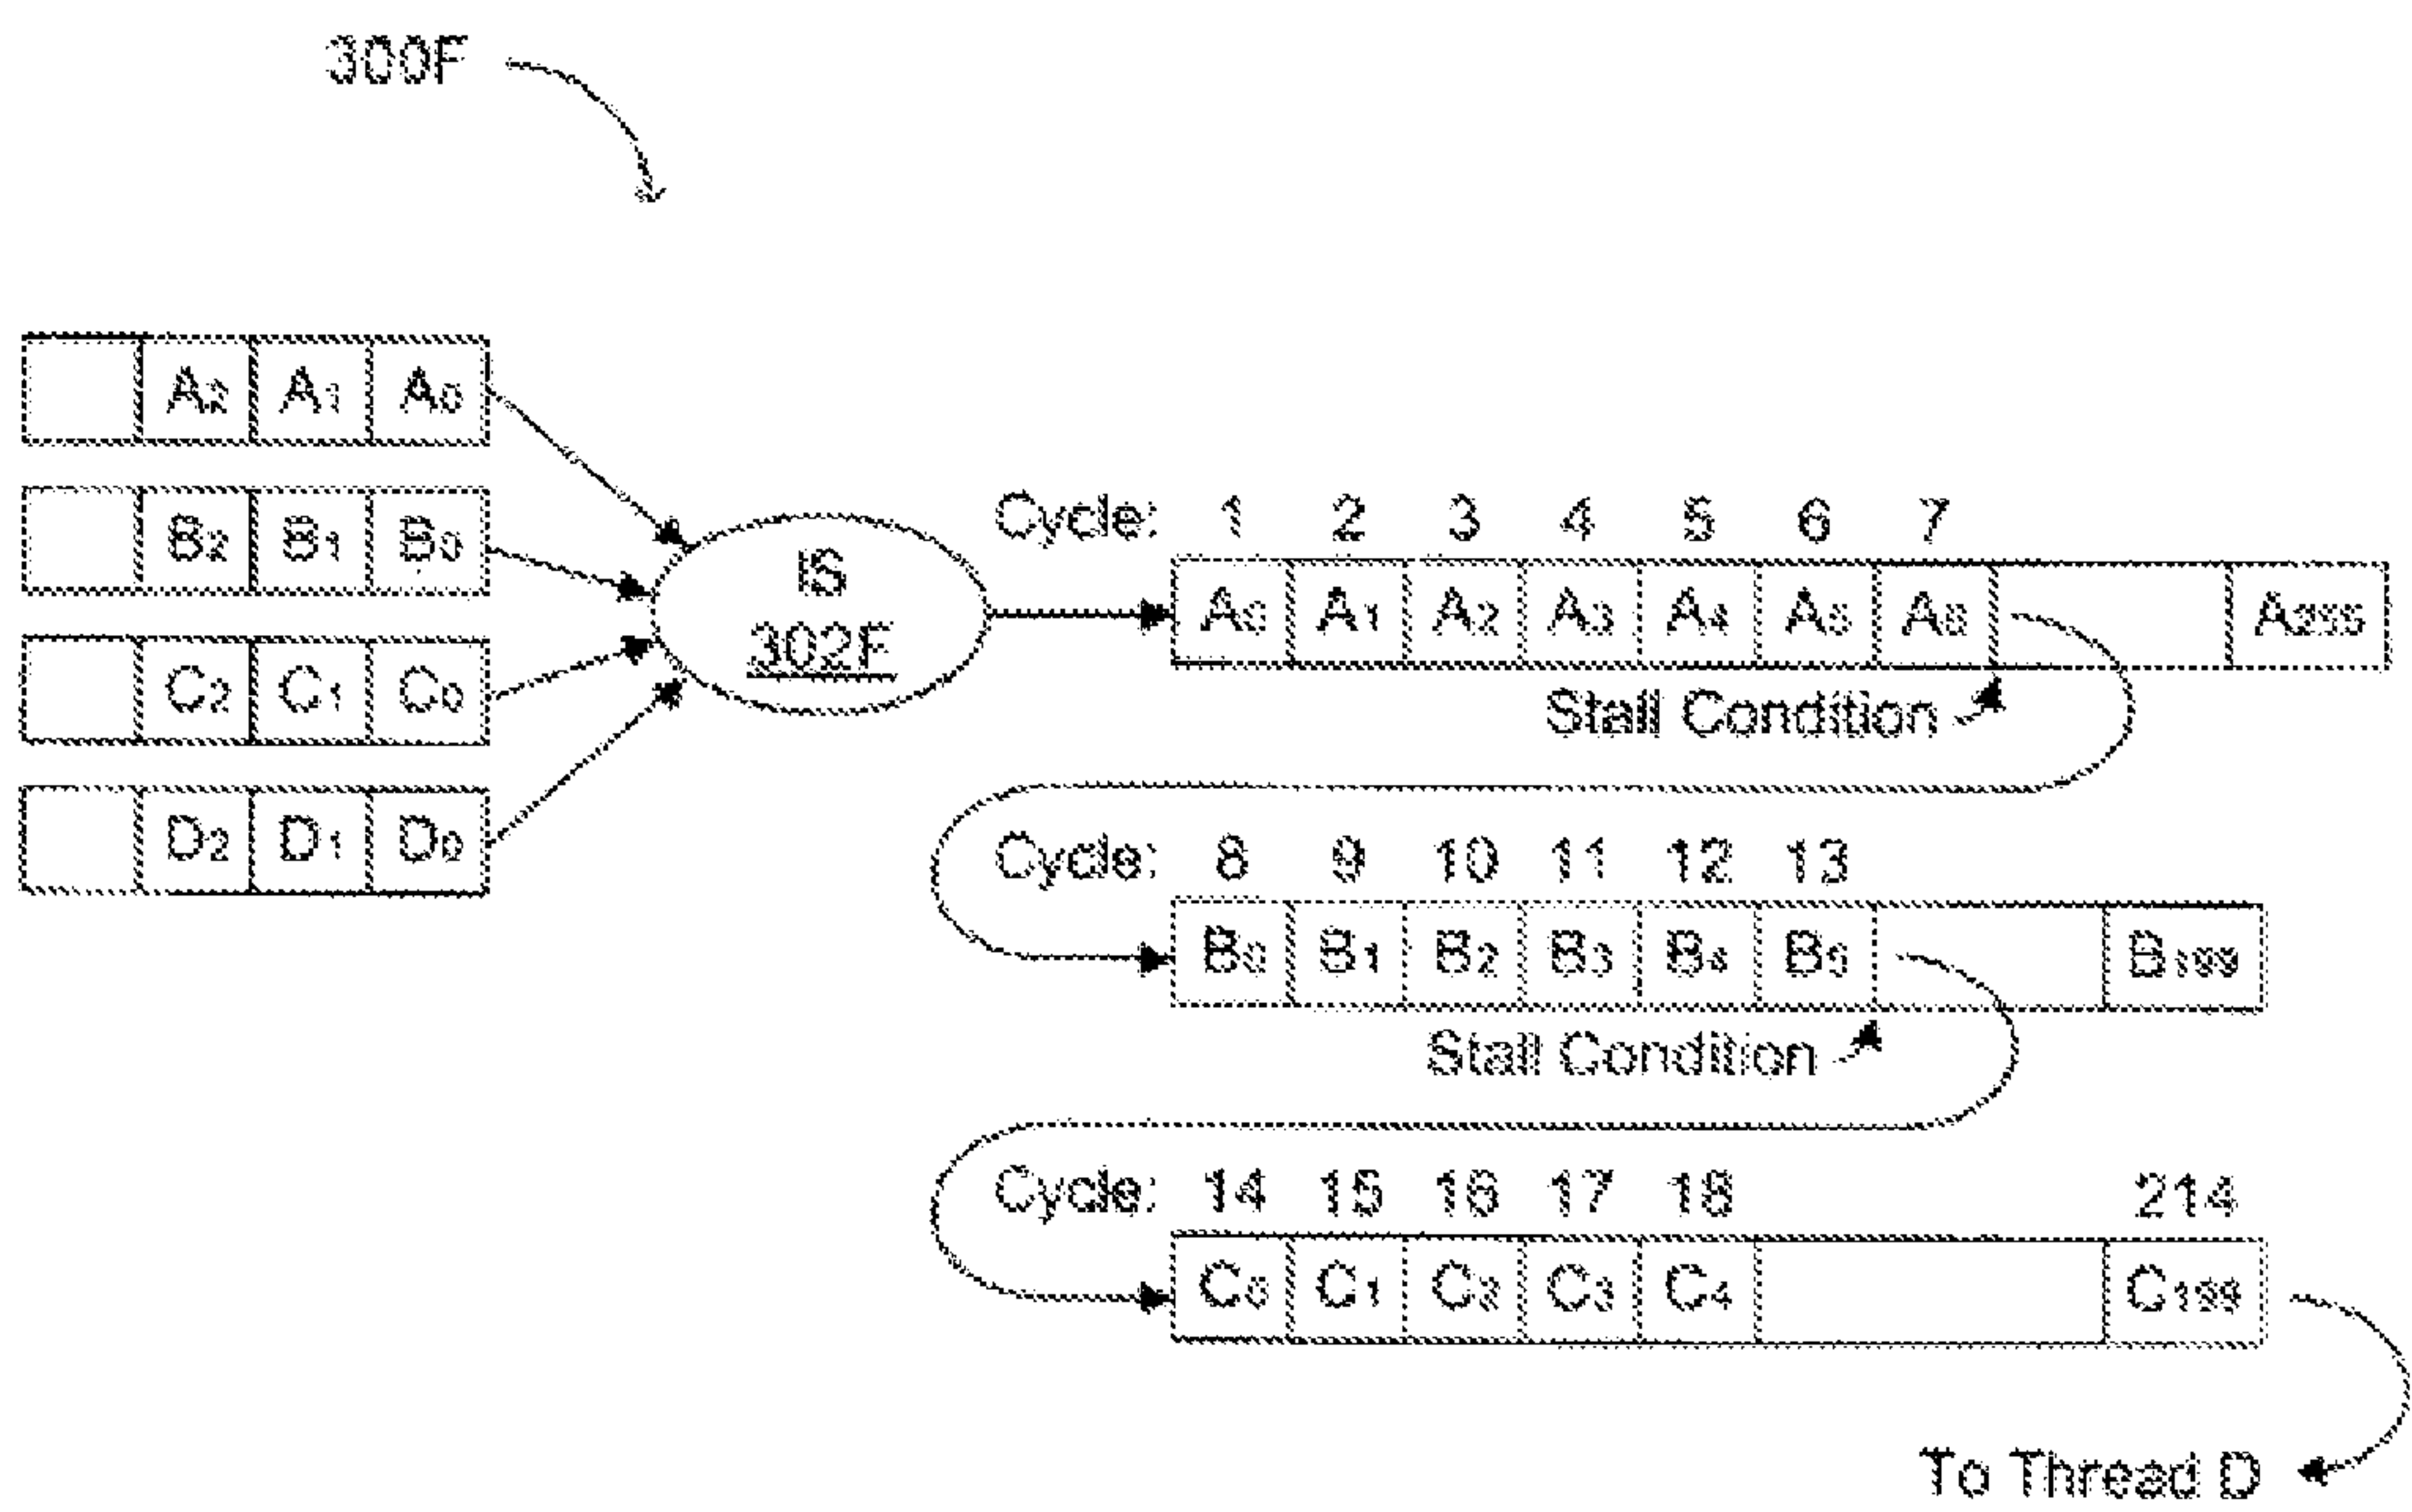 300F
A2 A1 A0
B2 B1 B0
C2 C1 C0
D2 D1 D0
IS
302F
Cycle: 1 2 3 4 5 6 7
A0 A1 A2 A3 A4 A5 A6 A255
Stall Condition
Cycle: 8 9 10 11 12 13
B0 B1 B2 B3 B4 B5 B199
Stall Condition
Cycle: 14 15 16 17 18 214
C0 C1 C2 C3 C4 C199
To Thread D